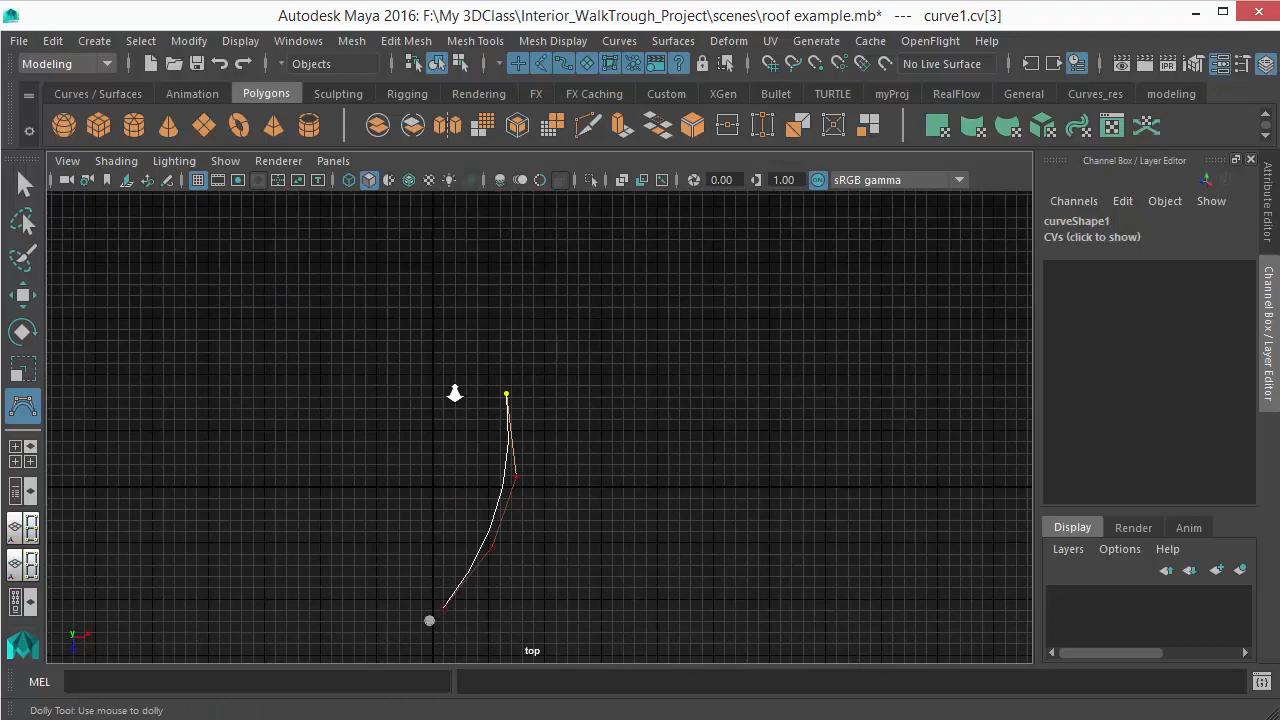 Autodesk Maya 2016: F:\My 3DClass\Interior_WalkTrough_Project\scenes\roof example.mb*   ---   curve1.cv[3]
File Edit Create Select Modify Display Windows Mesh Edit Mesh Mesh Tools Mesh Display Curves Surfaces Deform UV Generate Cache OpenFlight Help
Modeling Objects No Live Surface
Curves / Surfaces Animation Polygons Sculpting Rigging Rendering FX FX Caching Custom XGen Bullet TURTLE myProj RealFlow General Curves_res modeling
View Shading Lighting Show Renderer Panels
0.00 1.00 ON sRGB gamma
Channel Box / Layer Editor
Channels Edit Object Show
curveShape1
CVs (click to show)
Attribute Editor
Channel Box / Layer Editor
Display Render Anim
Layers Options Help
y
top
MEL
Dolly Tool: Use mouse to dolly